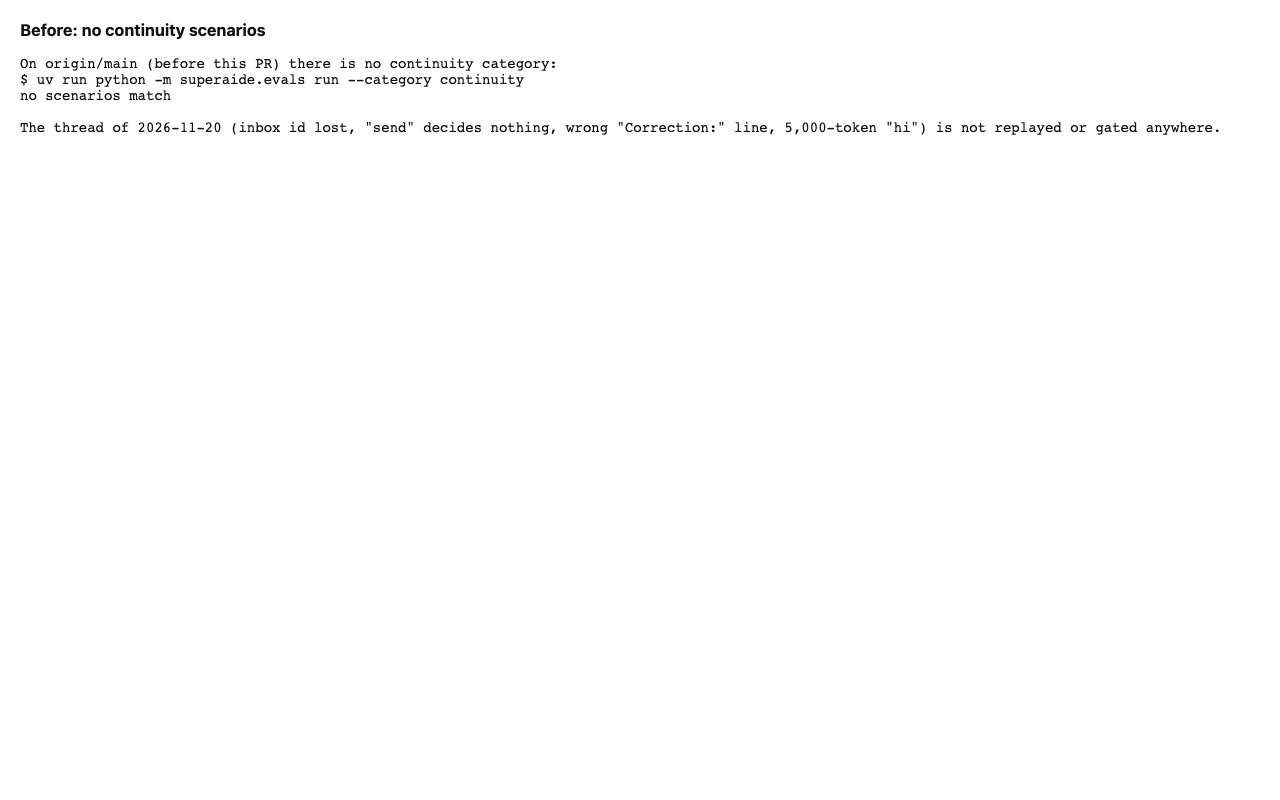 Before: no continuity scenarios
On origin/main (before this PR) there is no continuity category:
$ uv run python -m superaide.evals run --category continuity
no scenarios match
The thread of 2026-11-20 (inbox id lost, "send" decides nothing, wrong "Correction:" line, 5,000-token "hi") is not replayed or gated anywhere.